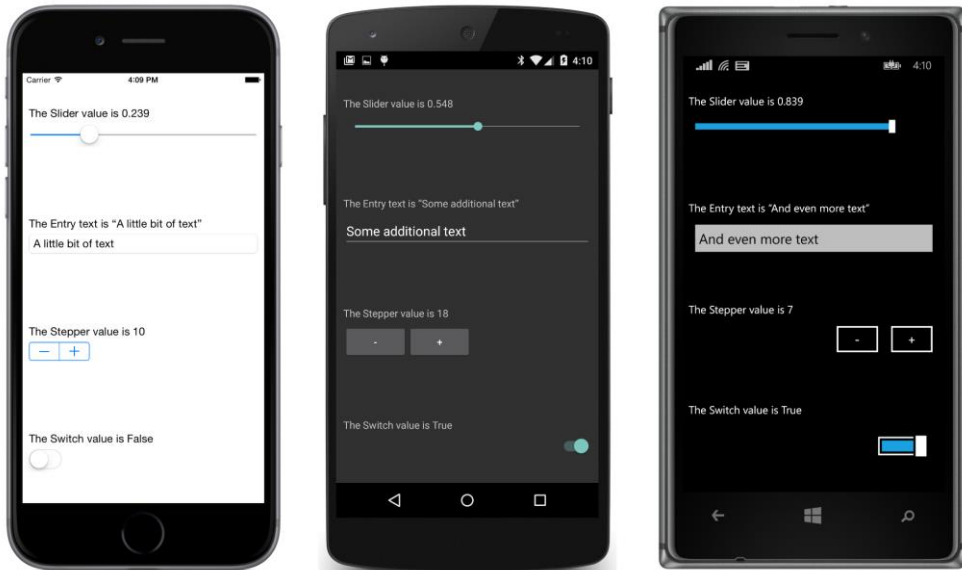 Carrier
4:09 PM
The Slider value is 0.239
The Entry text is “A little bit of text”
A little bit of text
The Stepper value is 10
− +
The Switch value is False
4:10
The Slider value is 0.548
The Entry text is “Some additional text”
Some additional text
The Stepper value is 18
- +
The Switch value is True
4:10
The Slider value is 0.839
The Entry text is “And even more text”
And even more text
The Stepper value is 7
- +
The Switch value is True